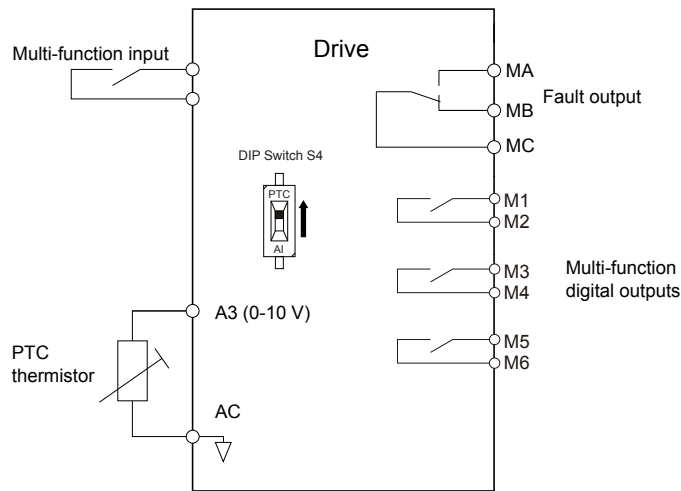 Multi-function input
Drive
MA
MB
Fault output
MC
DIP Switch S4
PTC
AI
M1
M2
M3
M4
Multi-function
digital outputs
M5
M6
A3 (0-10 V)
PTC
thermistor
AC